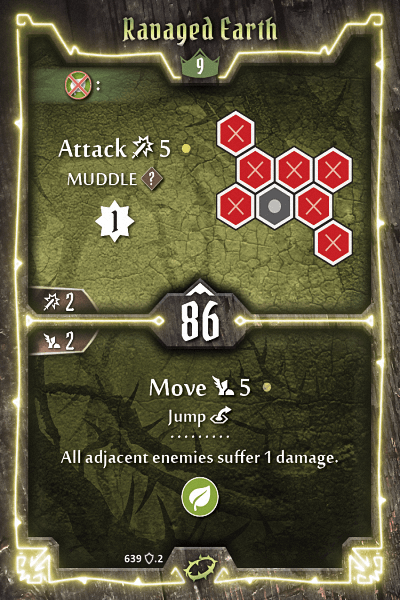 Ravaged Earth
9
:
Attack 5
MUDDLE ?
1
2
86
2
Move 5
Jump
All adjacent enemies suffer 1 damage.
639 .2